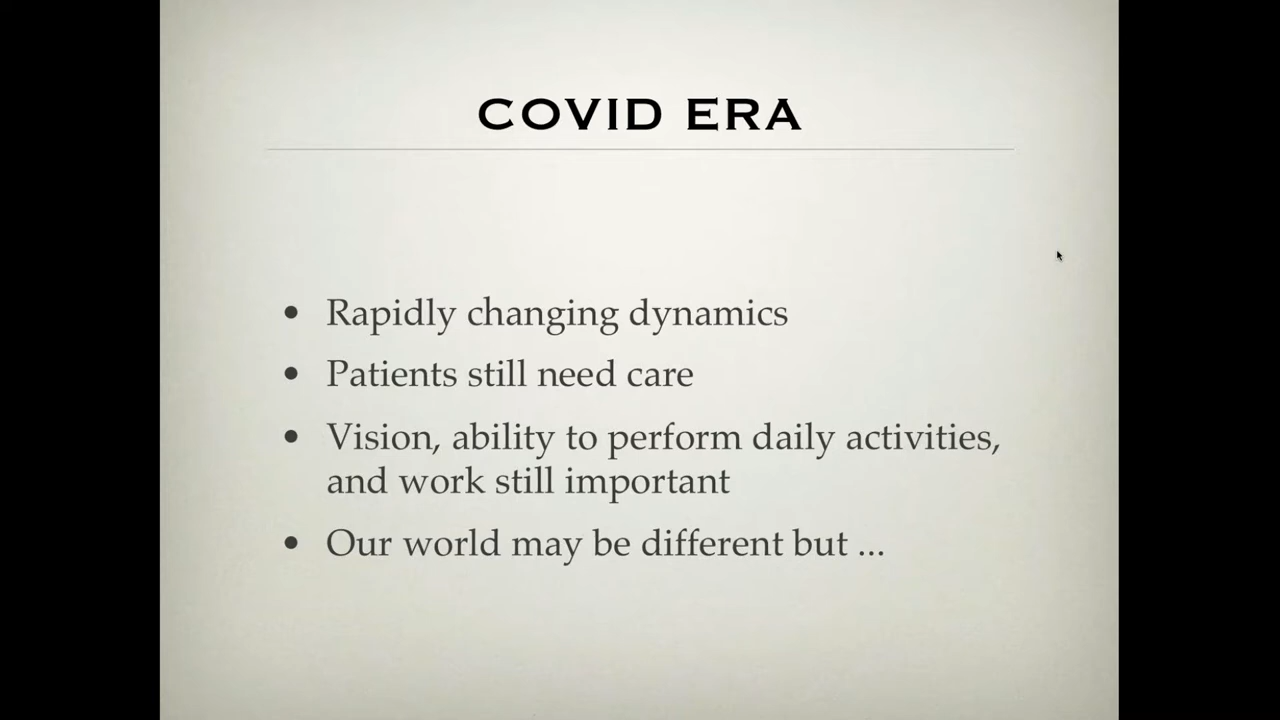 COVID ERA
• Rapidly changing dynamics
• Patients still need care
• Vision, ability to perform daily activities,
and work still important
• Our world may be different but ...